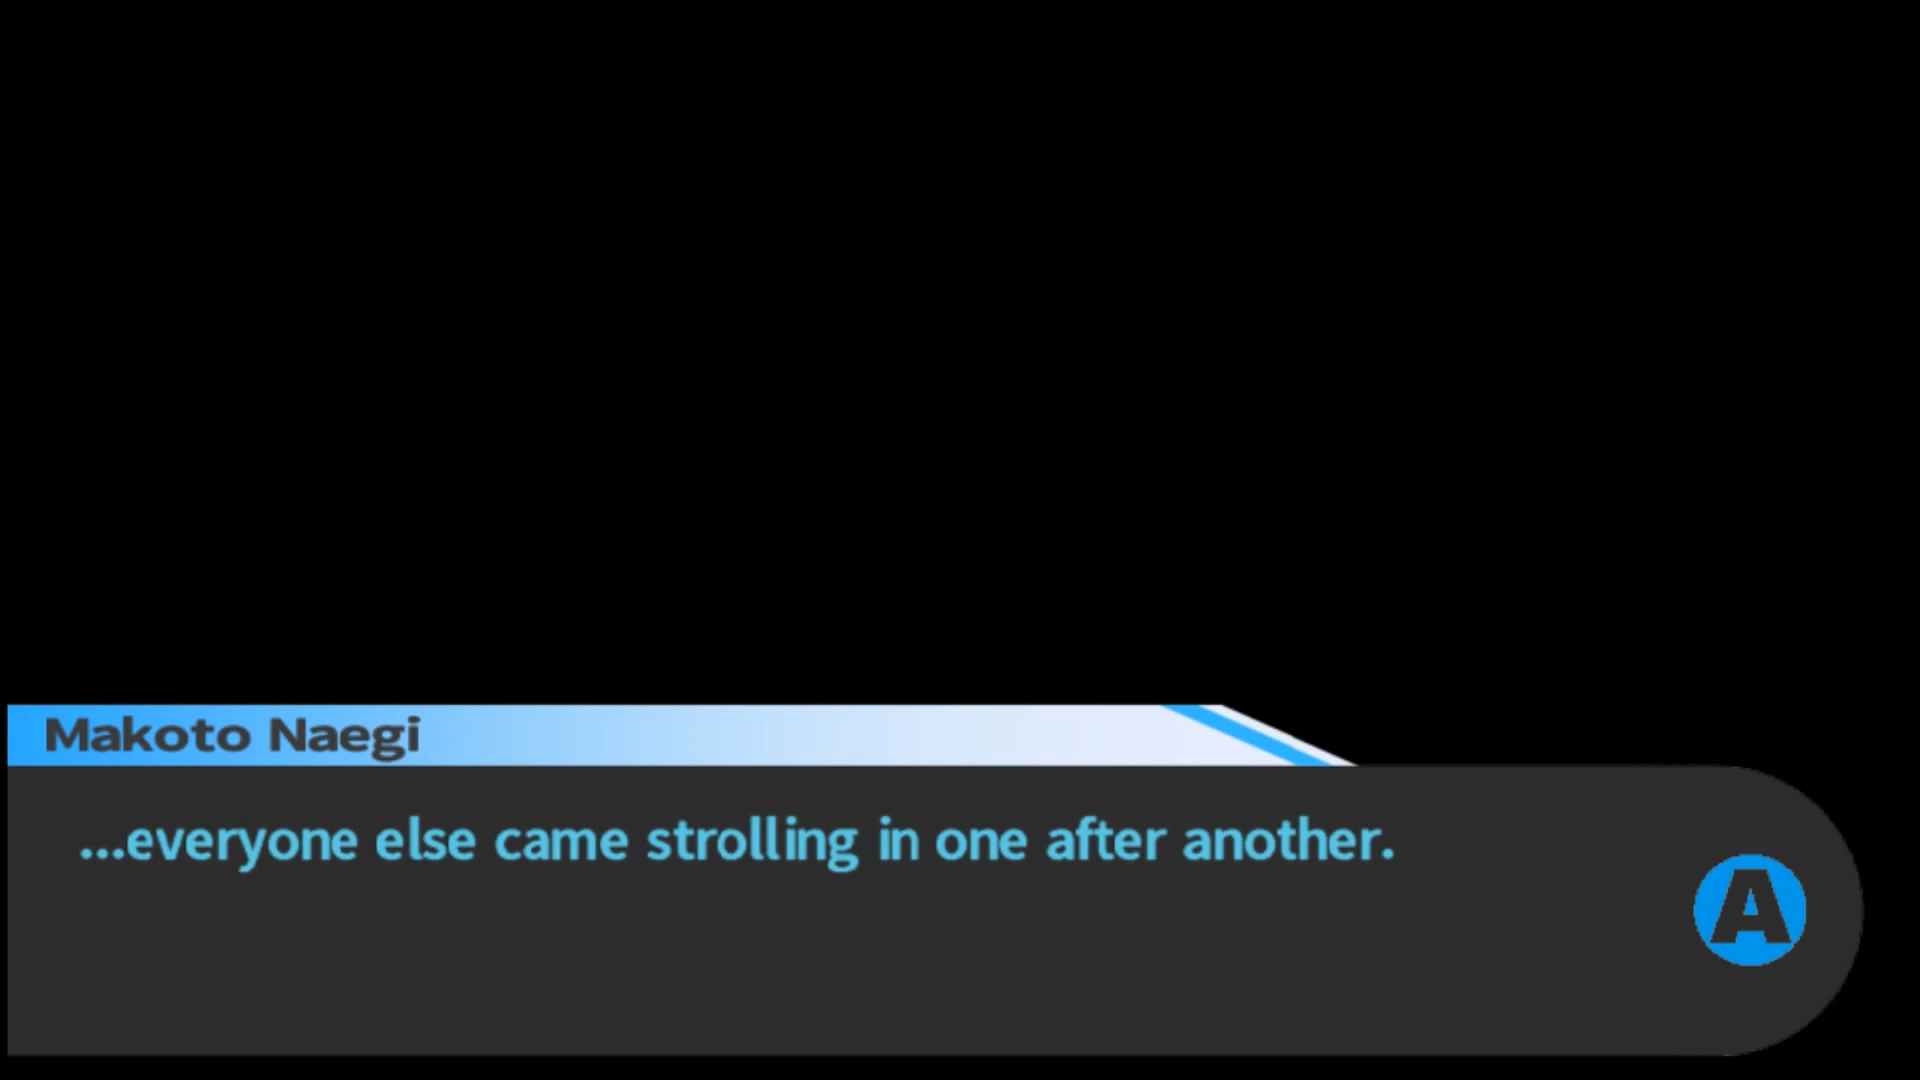 Makoto Naegi
...everyone else came strolling in one after another.
A